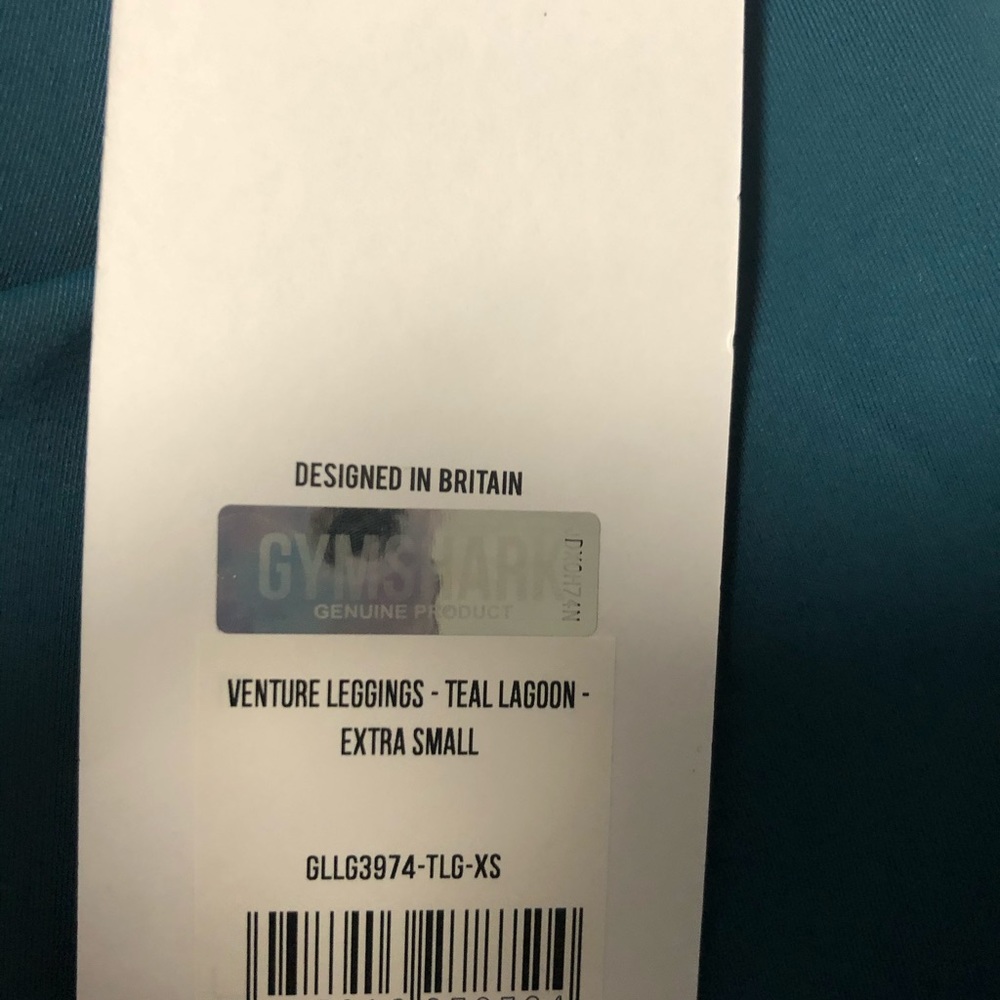 DESIGNED IN BRITAIN
GYMSHARK
GENUINE PRODUCT
VENTURE LEGGINGS - TEAL LAGOON -
EXTRA SMALL
GLLG3974-TLG-XS